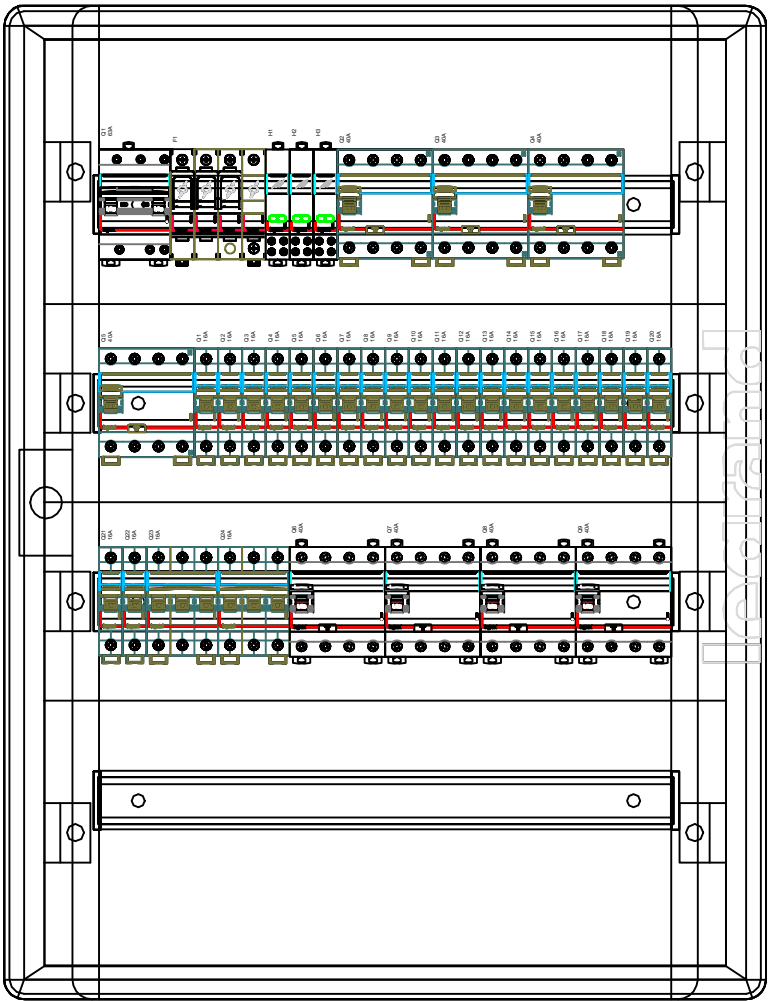 Q1 63A
F1
H1
H2
H3
Q2 40A
Q3 40A
Q4 40A
Q5 40A
Q1 16A
Q2 16A
Q3 16A
Q4 16A
Q5 16A
Q6 16A
Q7 16A
Q8 16A
Q9 16A
Q10 16A
Q11 16A
Q12 16A
Q13 16A
Q14 16A
Q15 16A
Q16 16A
Q17 16A
Q18 16A
Q19 16A
Q20 16A
Q21 16A
Q22 16A
Q23 16A
Q24 16A
Q6 40A
Q7 40A
Q8 40A
Q9 40A
legrand